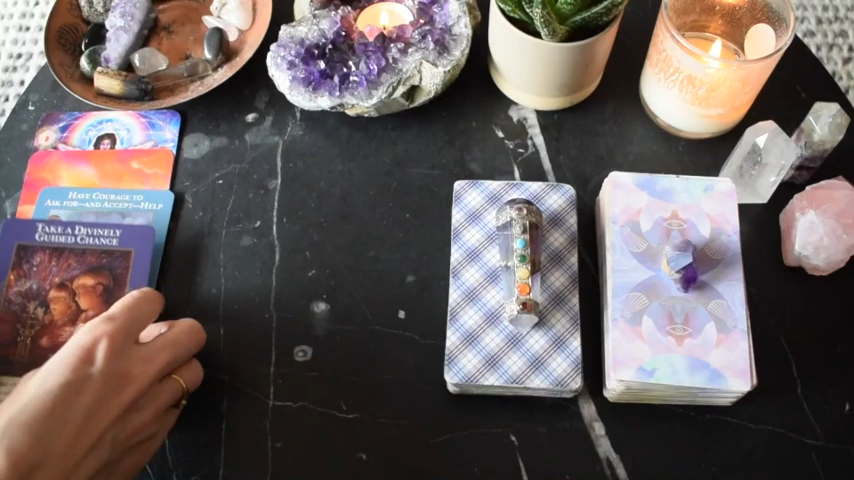 HAVE COURAGE TO
ASK FOR—AND ACCEPT—HELP
TAKE A DIVINELY
GUIDED CHANCE